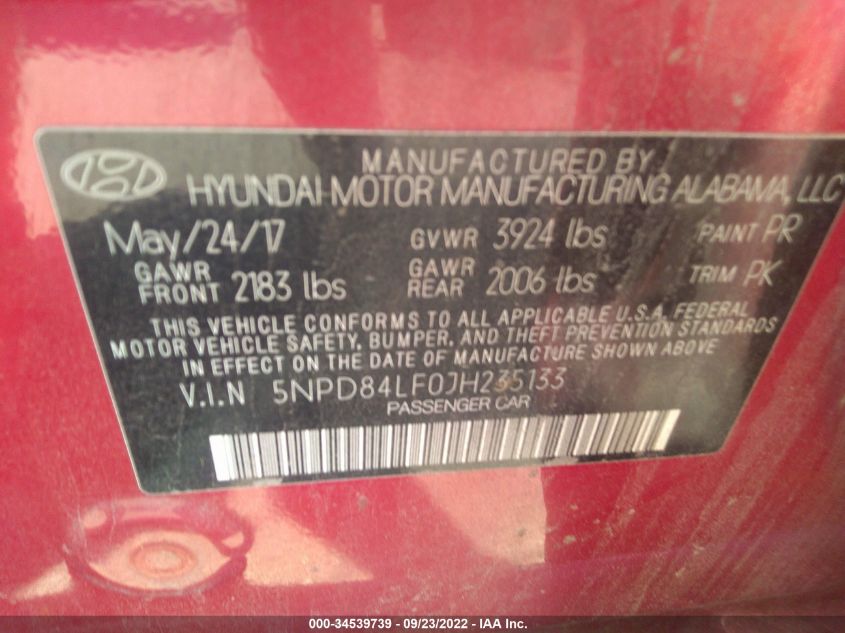 MANUFACTURED BY
HYUNDAI MOTOR MANUFACTURING ALABAMA, LLC
May/24/17 GVWR 3924 lbs PAINT PR
GAWR FRONT 2183 lbs GAWR REAR 2006 lbs TRIM PK
THIS VEHICLE CONFORMS TO ALL APPLICABLE U.S.A. FEDERAL
MOTOR VEHICLE SAFETY, BUMPER, AND THEFT PREVENTION STANDARDS
IN EFFECT ON THE DATE OF MANUFACTURE SHOWN ABOVE
V.I.N 5NPD84LF0JH235133
PASSENGER CAR
000-34539739 - 09/23/2022 - IAA Inc.